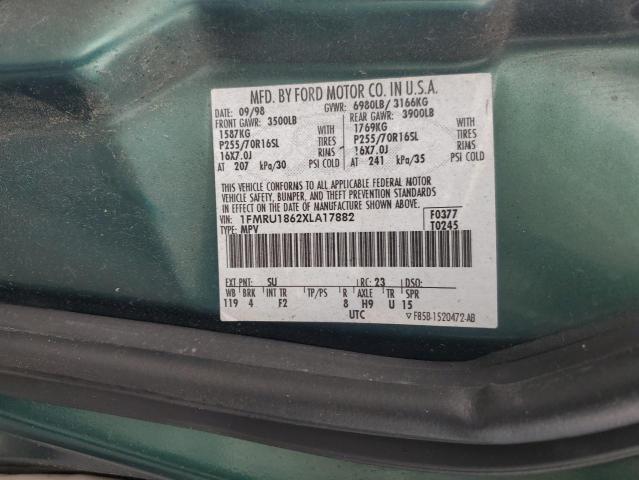 MFD. BY FORD MOTOR CO. IN U.S.A.
DATE: 09/98 GVWR: 6980LB/ 3166KG
FRONT GAWR: 3500LB REAR GAWR: 3900LB
1587KG WITH 1769KG WITH
P255/70R16SL TIRES P255/70R16SL TIRES
16X7.0J RIMS 16X7.0J RIMS
AT 207 kPa/30 PSI COLD AT 241 kPa/35 PSI COLD
THIS VEHICLE CONFORMS TO ALL APPLICABLE FEDERAL MOTOR
VEHICLE SAFETY, BUMPER, AND THEFT PREVENTION STANDARDS
IN EFFECT ON THE DATE OF MANUFACTURE SHOWN ABOVE.
VIN: 1FMRU1862XLA17882 F0377
TYPE: MPV T0245
EXT PNT: SU RC: 23 DSO:
WB BRK INT TR TP/PS R AXLE TR SPR
119 4 F2 8 H9 U 15
UTC ▽ F85B-1520472-AB